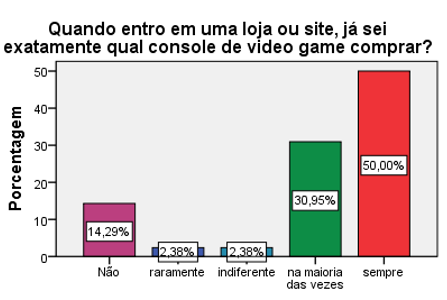 Quando entro em uma loja ou site, já sei
exatamente qual console de video game comprar?
Porcentagem
50
40
30
20
10
0
14,29%
2,38%
2,38%
30,95%
50,00%
Não
raramente
indiferente
na maioria
das vezes
sempre